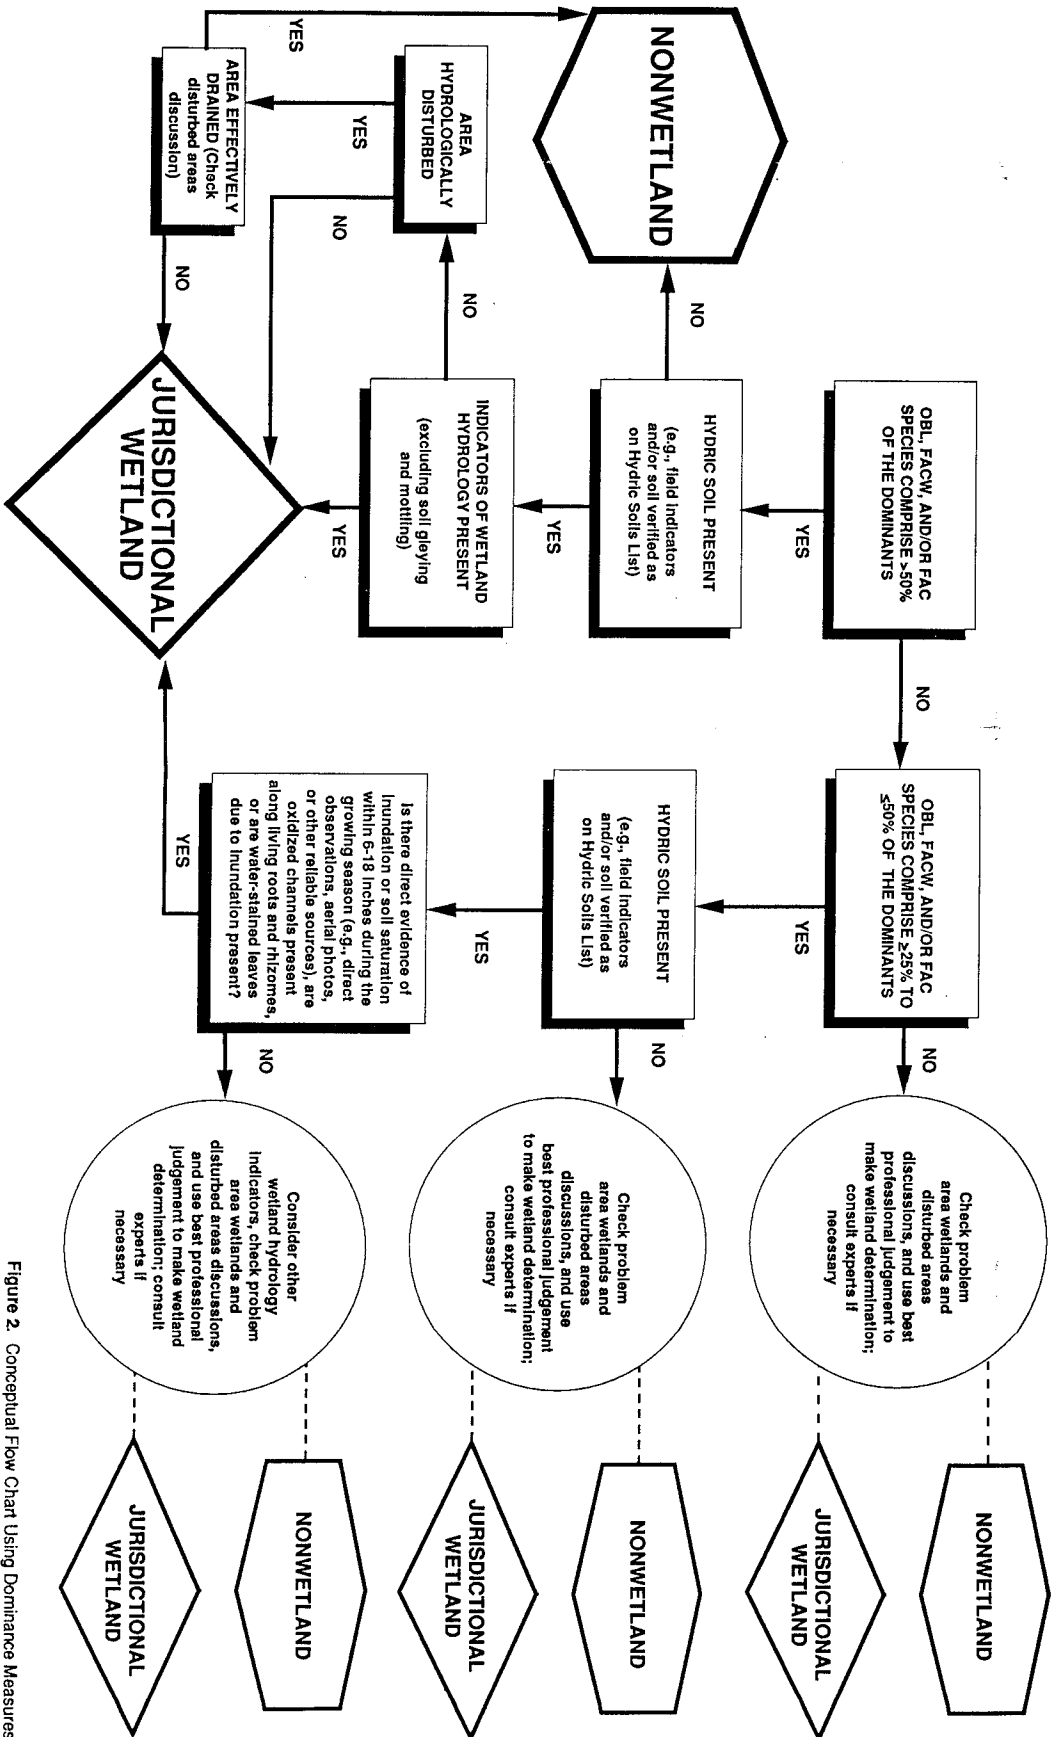 NONWETLAND
OBL, FACW, AND/OR FAC
SPECIES COMPRISE >50%
OF THE DOMINANTS
NO
OBL, FACW, AND/OR FAC
SPECIES COMPRISE ≥25% TO
≤50% OF THE DOMINANTS
NO
Check problem
area wetlands and
disturbed areas
discussions, and use best
professional judgement to
make wetland determination;
consult experts if
necessary
NONWETLAND
JURISDICTIONAL
WETLAND
YES
YES
NO
HYDRIC SOIL PRESENT
(e.g., field indicators
and/or soil verified as
on Hydric Soils List)
HYDRIC SOIL PRESENT
(e.g., field indicators
and/or soil verified as
on Hydric Soils List)
NO
Check problem
area wetlands and
disturbed areas
discussions, and use
best professional judgement
to make wetland determination;
consult experts if
necessary
NONWETLAND
JURISDICTIONAL
WETLAND
YES
YES
AREA
HYDROLOGICALLY
DISTURBED
NO
INDICATORS OF WETLAND
HYDROLOGY PRESENT
(excluding soil gleying
and mottling)
YES
NO
YES
Is there direct evidence of
inundation or soil saturation
within 6-18 inches during the
growing season (e.g., direct
observations, aerial photos,
or other reliable sources), are
oxidized channels present
along living roots and rhizomes,
or are water-stained leaves
due to inundation present?
NO
Consider other
wetland hydrology
indicators, check problem
area wetlands and
disturbed areas discussions,
and use best professional
judgement to make wetland
determination; consult
experts if
necessary
NONWETLAND
JURISDICTIONAL
WETLAND
YES
AREA EFFECTIVELY
DRAINED (Check
disturbed areas
discussion)
YES
NO
JURISDICTIONAL
WETLAND
YES
Figure 2. Conceptual Flow Chart Using Dominance Measures